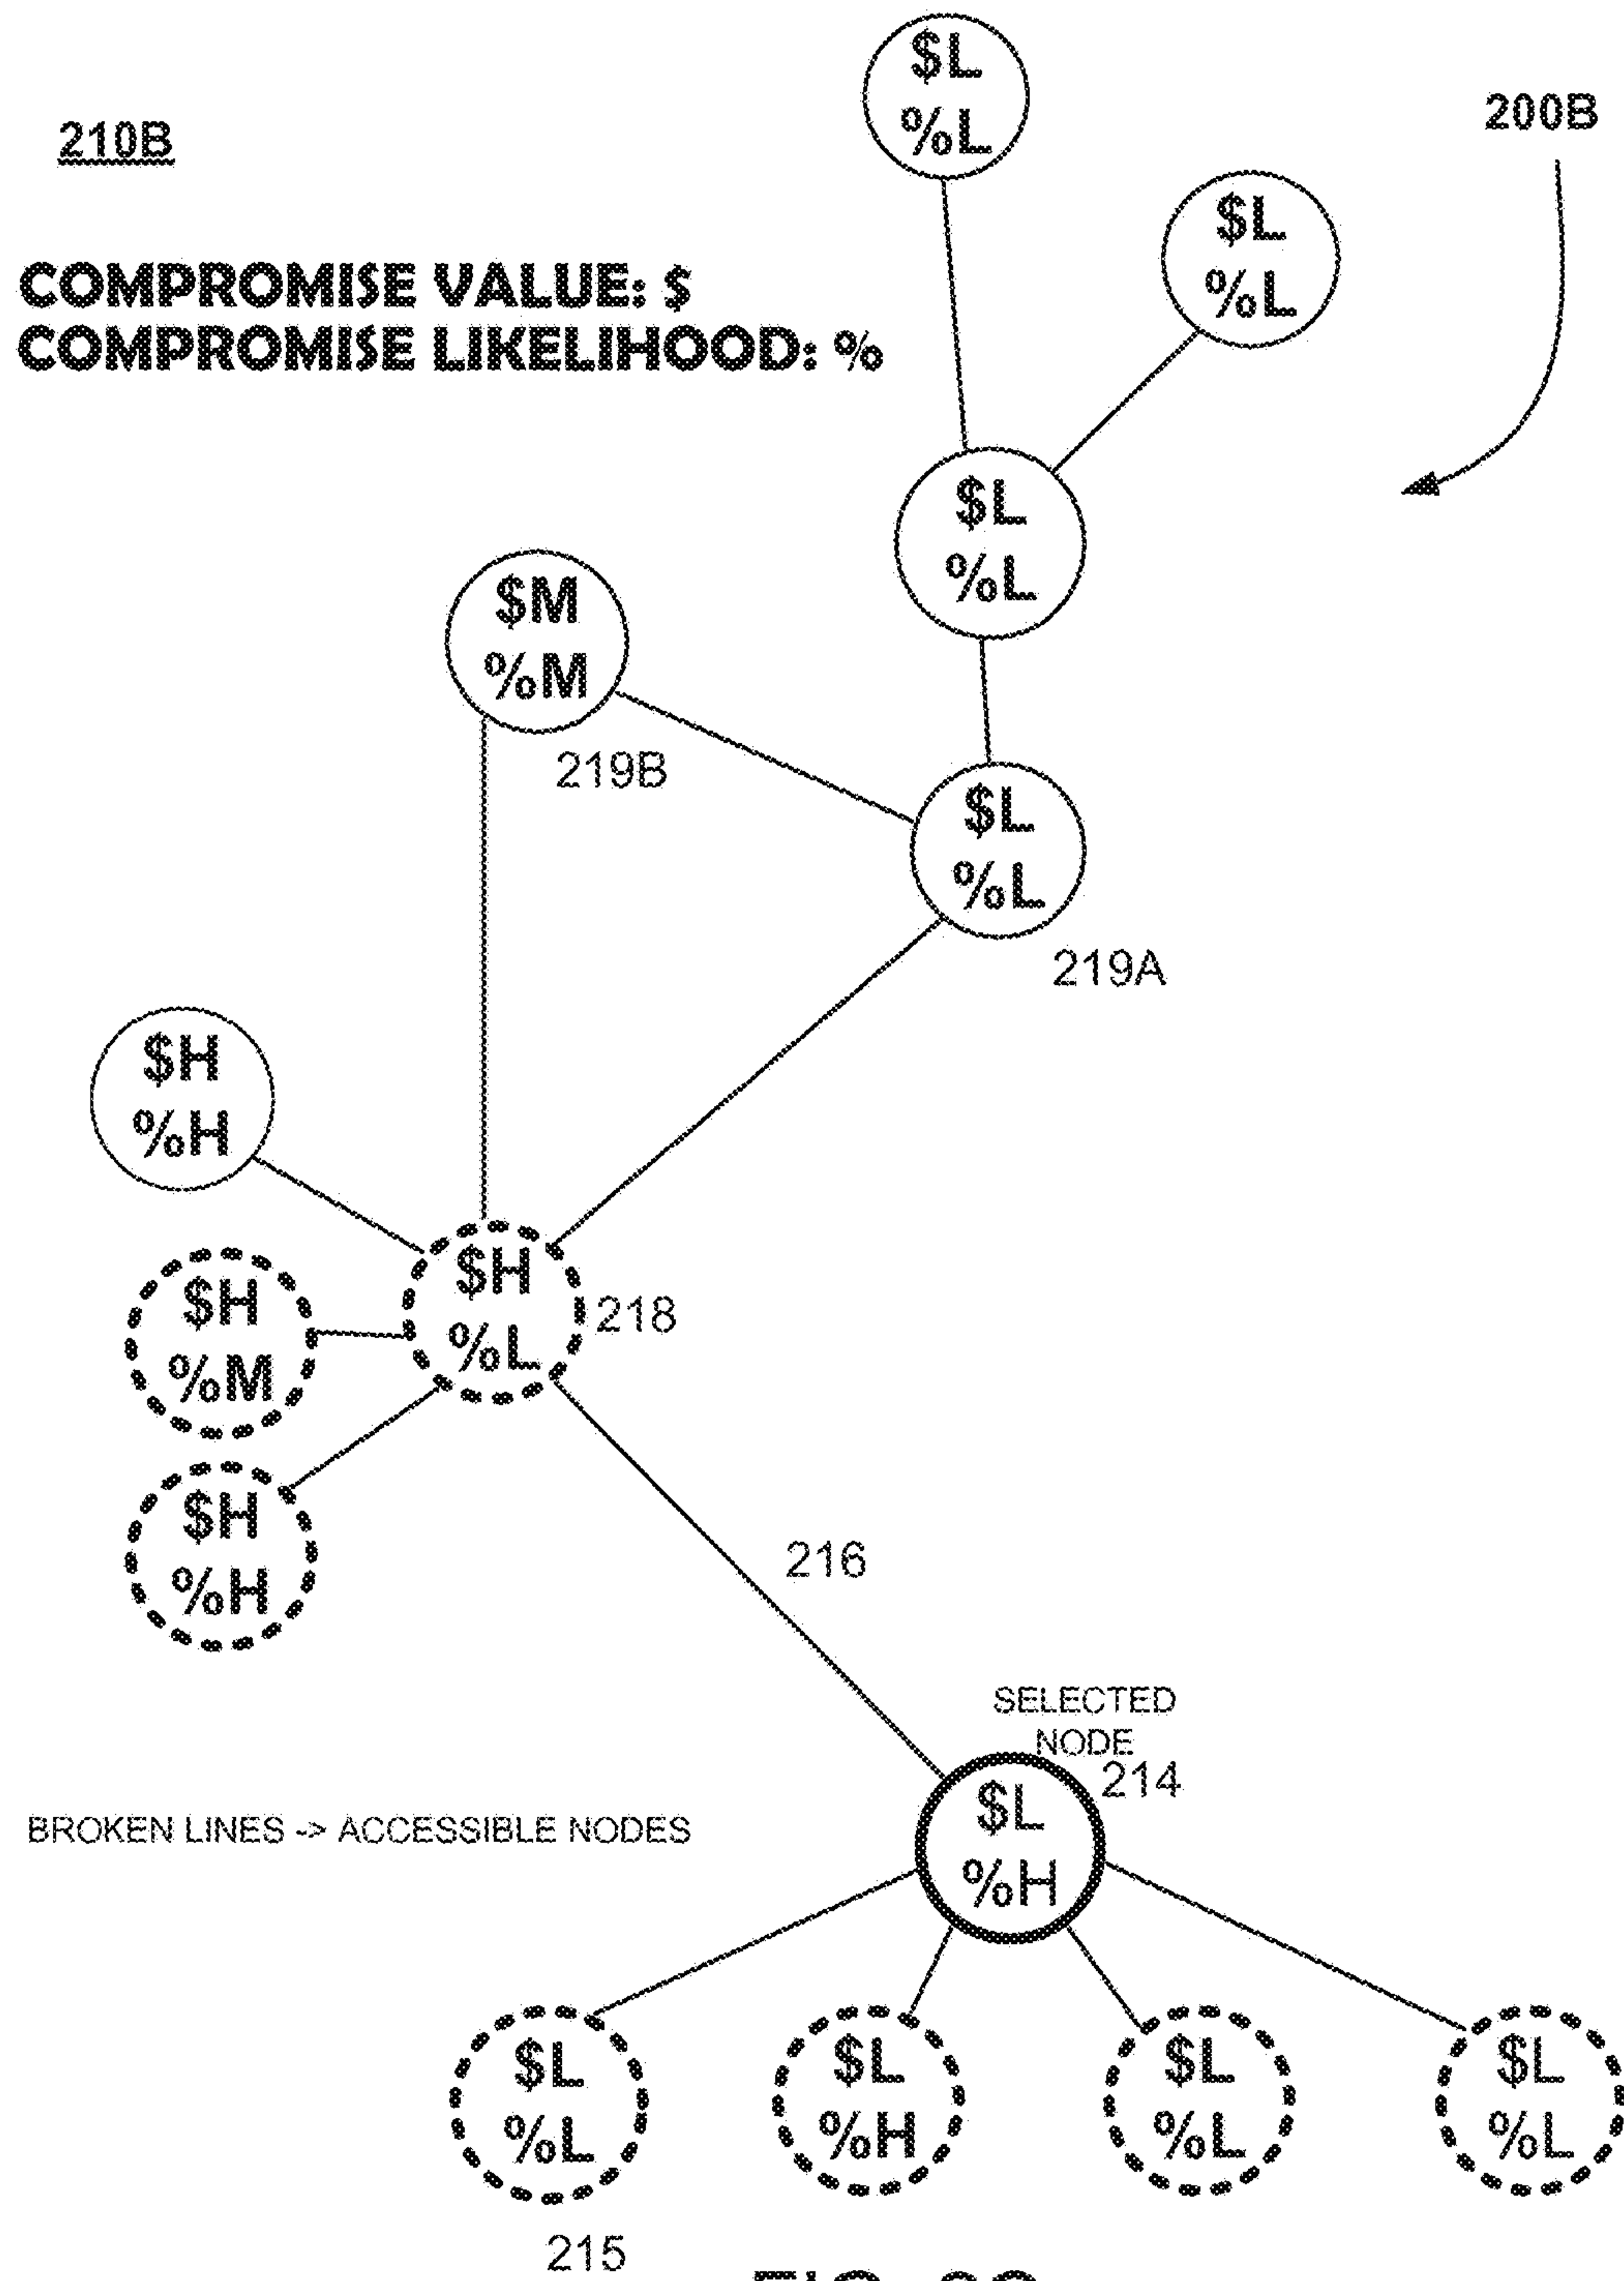 $L
%L
200B
210B
$L
%L
COMPROMISE VALUE: $
COMPROMISE LIKELIHOOD: %
$L
%L
$M
%M
219B
$L
%L
219A
$H
%H
$H
%L
218
$H
%M
$H
%H
216
SELECTED
NODE
214
$L
%H
BROKEN LINES -> ACCESSIBLE NODES
$L
%L
$L
%H
$L
%L
$L
%L
215